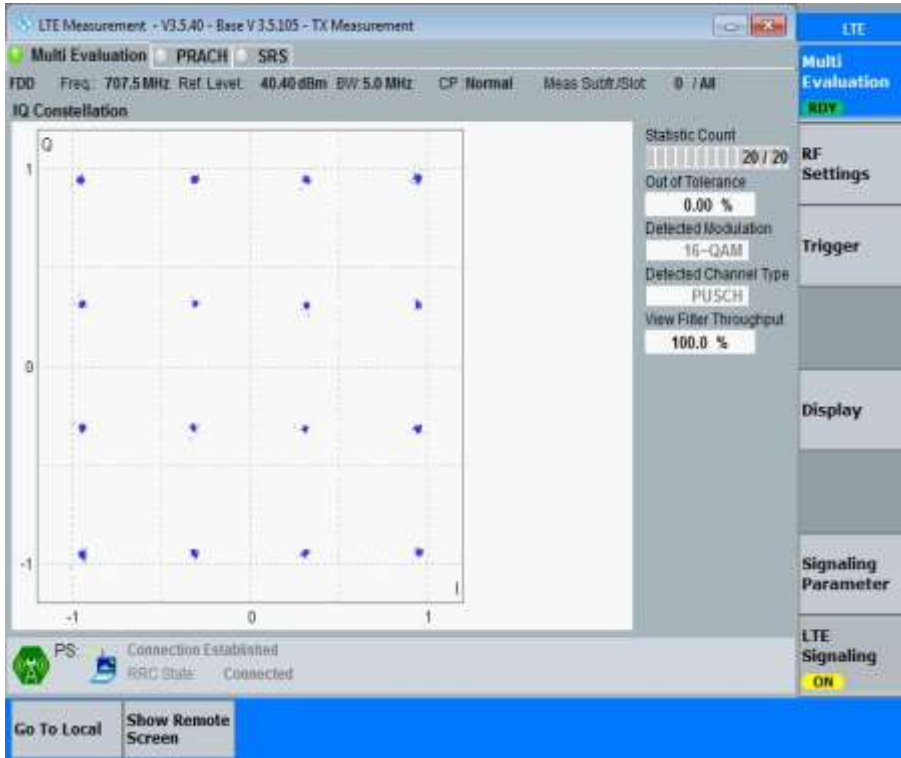 LTE Measurement - V3.5.40 - Base V 3.5.105 - TX Measurement
LTE
Multi Evaluation PRACH SRS
Multi
Evaluation
RDY
FDD Freq.: 707.5 MHz Ref. Level: 40.40 dBm BW: 5.0 MHz CP: Normal Meas Subfr./Slot: 0 / All
IQ Constellation
Q
1
0
-1
I
-1 0 1
Statistic Count
20 / 20
Out of Tolerance
0.00 %
Detected Modulation
16-QAM
Detected Channel Type
PUSCH
View Filter Throughput
100.0 %
RF
Settings
Trigger
Display
Signaling
Parameter
LTE
Signaling
ON
PS: Connection Established
RRC State: Connected
Go To Local
Show Remote
Screen